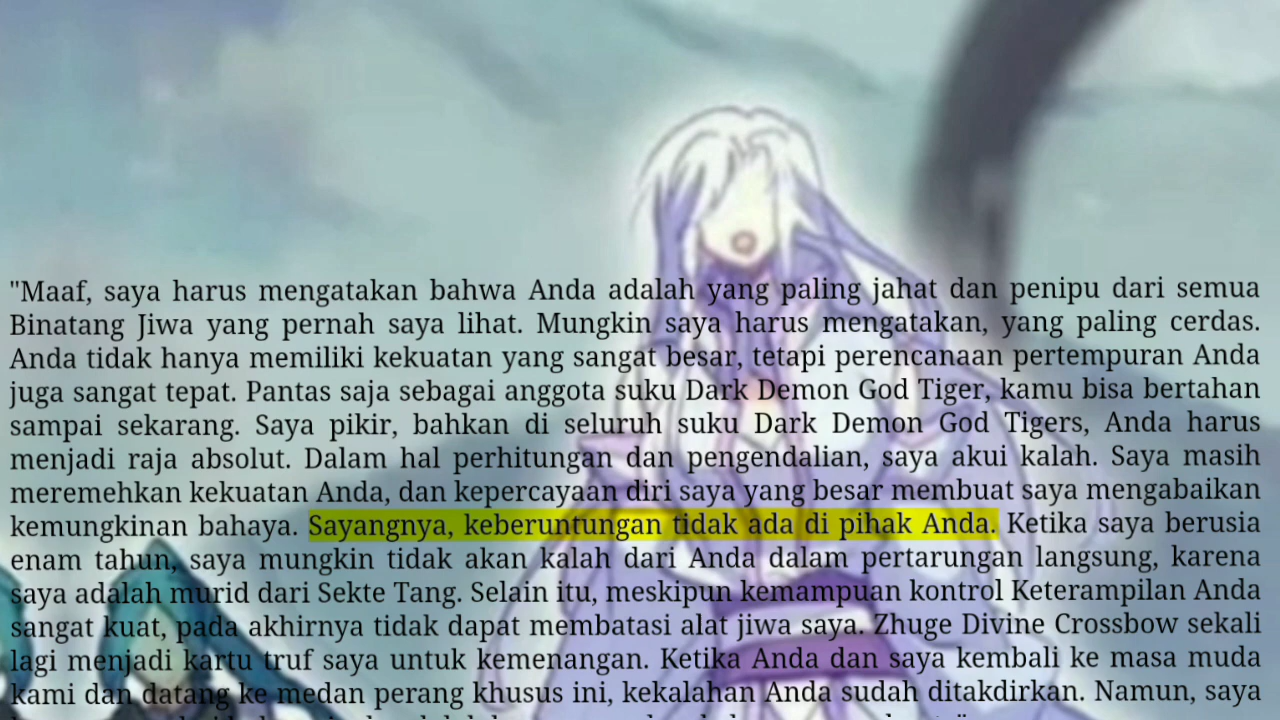 "Maaf, saya harus mengatakan bahwa Anda adalah yang paling jahat dan penipu dari semua
Binatang Jiwa yang pernah saya lihat. Mungkin saya harus mengatakan, yang paling cerdas.
Anda tidak hanya memiliki kekuatan yang sangat besar, tetapi perencanaan pertempuran Anda
juga sangat tepat. Pantas saja sebagai anggota suku Dark Demon God Tiger, kamu bisa bertahan
sampai sekarang. Saya pikir, bahkan di seluruh suku Dark Demon God Tigers, Anda harus
menjadi raja absolut. Dalam hal perhitungan dan pengendalian, saya akui kalah. Saya masih
meremehkan kekuatan Anda, dan kepercayaan diri saya yang besar membuat saya mengabaikan
kemungkinan bahaya. Sayangnya, keberuntungan tidak ada di pihak Anda. Ketika saya berusia
enam tahun, saya mungkin tidak akan kalah dari Anda dalam pertarungan langsung, karena
saya adalah murid dari Sekte Tang. Selain itu, meskipun kemampuan kontrol Keterampilan Anda
sangat kuat, pada akhirnya tidak dapat membatasi alat jiwa saya. Zhuge Divine Crossbow sekali
lagi menjadi kartu truf saya untuk kemenangan. Ketika Anda dan saya kembali ke masa muda
kami dan datang ke medan perang khusus ini, kekalahan Anda sudah ditakdirkan. Namun, saya